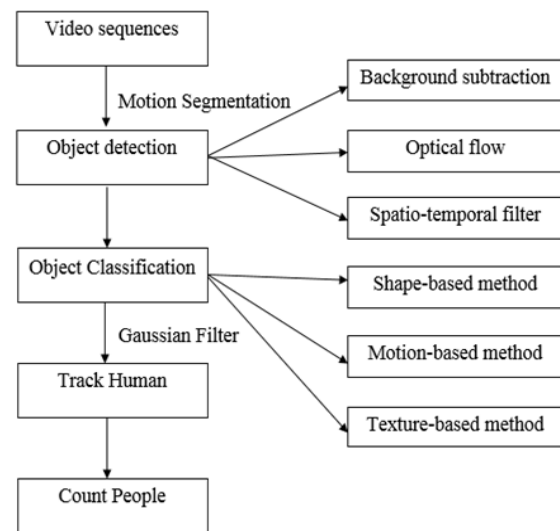 Video sequences
Motion Segmentation
Object detection
Object Classification
Gaussian Filter
Track Human
Count People
Background subtraction
Optical flow
Spatio-temporal filter
Shape-based method
Motion-based method
Texture-based method